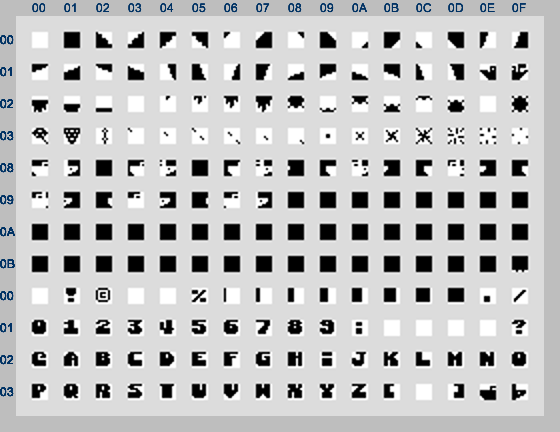 00 01 02 03 04 05 06 07 08 09 0A 0B 0C 0D 0E 0F
00
01
02
03
08
09
0A
0B
00 ! © % . /
01 0 1 2 3 4 5 6 7 8 9 : ?
02 A B C D E F G H I J K L M N O
03 P Q R S T U V W X Y Z [ ]